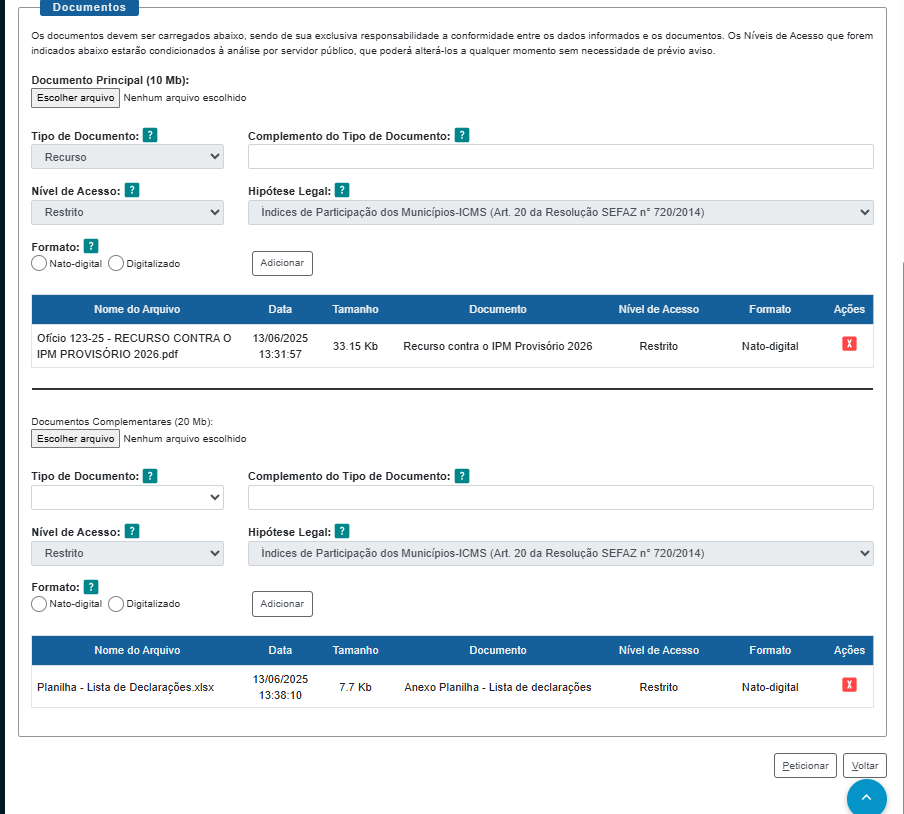 Documentos
Os documentos devem ser carregados abaixo, sendo de sua exclusiva responsabilidade a conformidade entre os dados informados e os documentos. Os Níveis de Acesso que forem
indicados abaixo estarão condicionados à análise por servidor público, que poderá alterá-los a qualquer momento sem necessidade de prévio aviso.
Documento Principal (10 Mb):
Escolher arquivo Nenhum arquivo escolhido
Tipo de Documento: ? Complemento do Tipo de Documento: ?
Recurso
Nível de Acesso: ? Hipótese Legal: ?
Restrito Índices de Participação dos Municípios-ICMS (Art. 20 da Resolução SEFAZ n° 720/2014)
Formato: ?
Nato-digital Digitalizado Adicionar
Nome do Arquivo Data Tamanho Documento Nível de Acesso Formato Ações
Ofício 123-25 - RECURSO CONTRA O 13/06/2025
IPM PROVISÓRIO 2026.pdf 13:31:57 33.15 Kb Recurso contra o IPM Provisório 2026 Restrito Nato-digital X
Documentos Complementares (20 Mb):
Escolher arquivo Nenhum arquivo escolhido
Tipo de Documento: ? Complemento do Tipo de Documento: ?
Nível de Acesso: ? Hipótese Legal: ?
Restrito Índices de Participação dos Municípios-ICMS (Art. 20 da Resolução SEFAZ n° 720/2014)
Formato: ?
Nato-digital Digitalizado Adicionar
Nome do Arquivo Data Tamanho Documento Nível de Acesso Formato Ações
Planilha - Lista de Declarações.xlsx 13/06/2025 13:38:10 7.7 Kb Anexo Planilha - Lista de declarações Restrito Nato-digital X
Peticionar Voltar